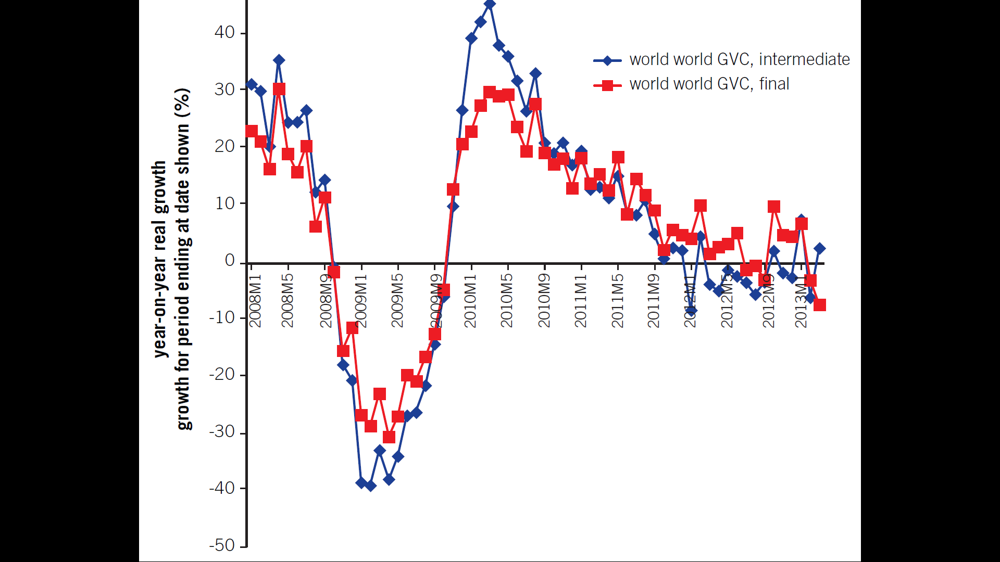 40
30
20
10
0
-10
-20
-30
-40
-50
year-on-year real growth
growth for period ending at date shown (%)
world world GVC, intermediate
world world GVC, final
2008M1
2008M5
2008M9
2009M1
2009M5
2009M9
2010M1
2010M5
2010M9
2011M1
2011M5
2011M9
2012M1
2012M5
2012M9
2013M1